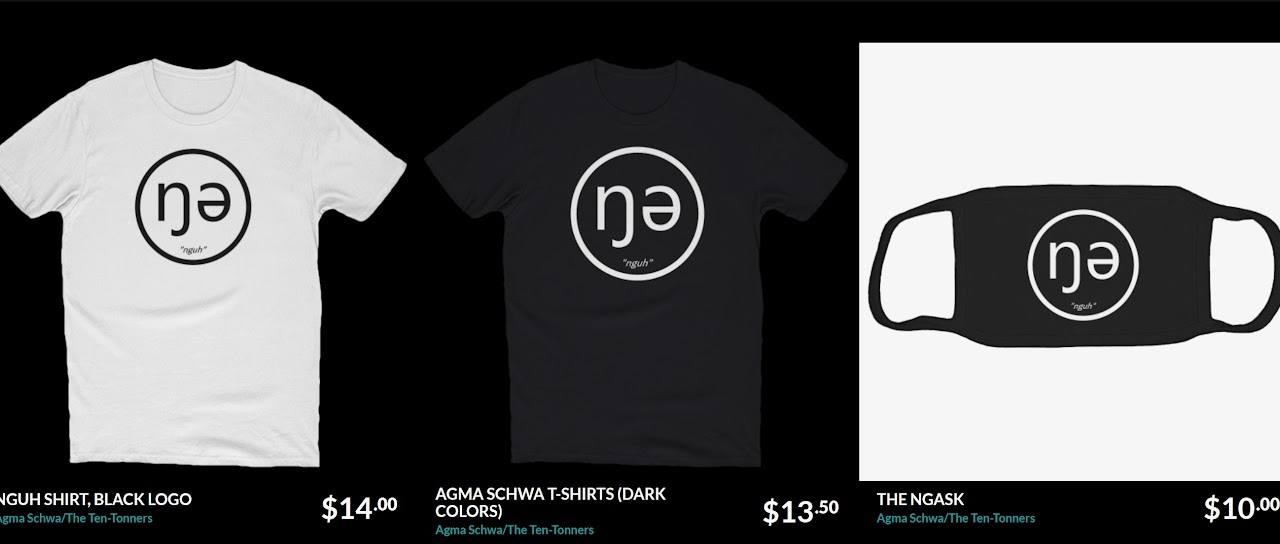 ŋə
"nguh"
ŋə
"nguh"
ŋə
"nguh"
NGUH SHIRT, BLACK LOGO
Agma Schwa/The Ten-Tonners
$14.00
AGMA SCHWA T-SHIRTS (DARK
COLORS)
Agma Schwa/The Ten-Tonners
$13.50
THE NGASK
Agma Schwa/The Ten-Tonners
$10.00